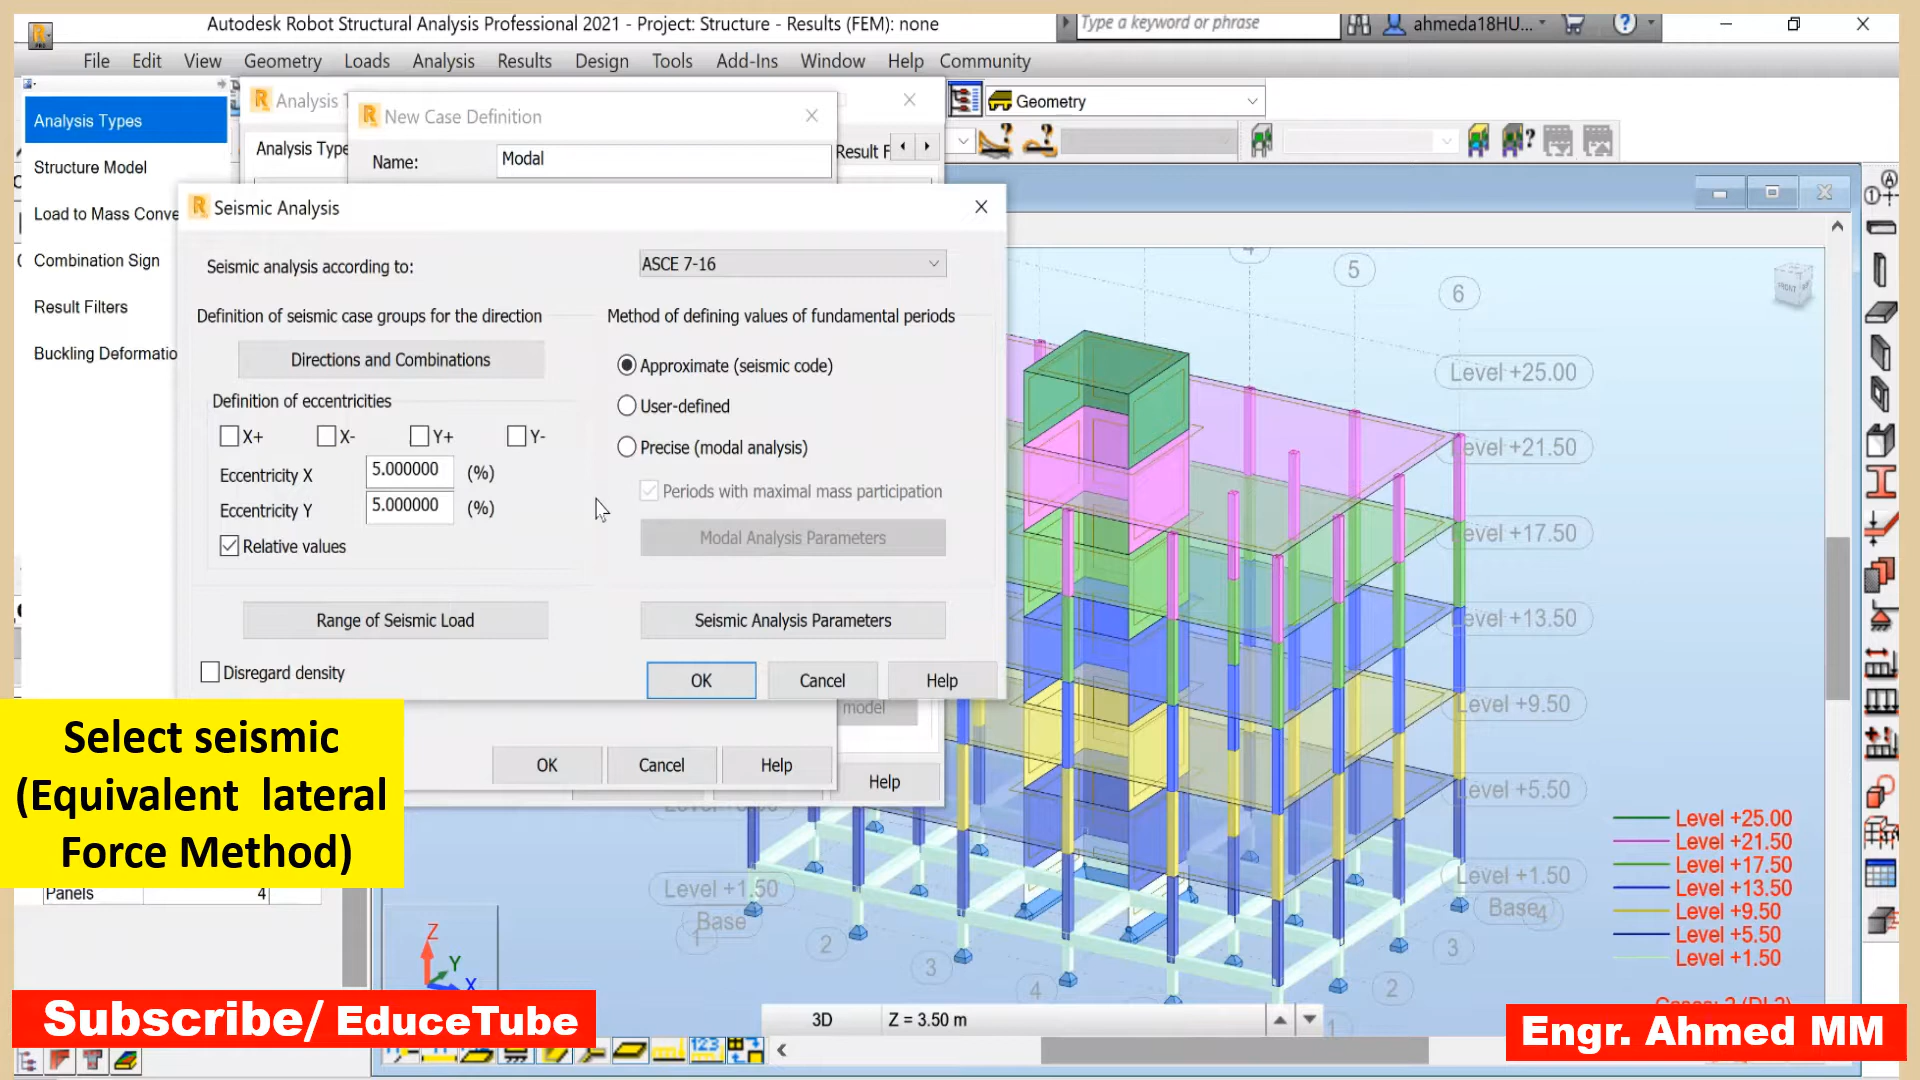 Autodesk Robot Structural Analysis Professional 2021 - Project: Structure - Results (FEM): none
Type a keyword or phrase
ahmeda18HU...
File Edit View Geometry Loads Analysis Results Design Tools Add-Ins Window Help Community
Analysis Types
Structure Model
Load to Mass Conve
Combination Sign
Result Filters
Buckling Deformatio
Analysis T
Analysis Type
Result F
New Case Definition
Name: Modal
Geometry
Seismic Analysis
Seismic analysis according to: ASCE 7-16
Definition of seismic case groups for the direction
Directions and Combinations
Definition of eccentricities
X+ X- Y+ Y-
Eccentricity X 5.000000 (%)
Eccentricity Y 5.000000 (%)
Relative values
Range of Seismic Load
Disregard density
Method of defining values of fundamental periods
Approximate (seismic code)
User-defined
Precise (modal analysis)
Periods with maximal mass participation
Modal Analysis Parameters
Seismic Analysis Parameters
OK Cancel Help
model
OK Cancel Help
Help
Select seismic
(Equivalent lateral
Force Method)
Panels 4
4
5
6
FRONT
Level +25.00
Level +21.50
Level +17.50
Level +13.50
Level +9.50
Level +5.50
Level +1.50
Base
4
3
2
1
Level +1.50
Base
1
2
3
4
Level +25.00
Level +21.50
Level +17.50
Level +13.50
Level +9.50
Level +5.50
Level +1.50
Z
Y
X
3D Z = 3.50 m
123
Subscribe/ EduceTube
Engr. Ahmed MM